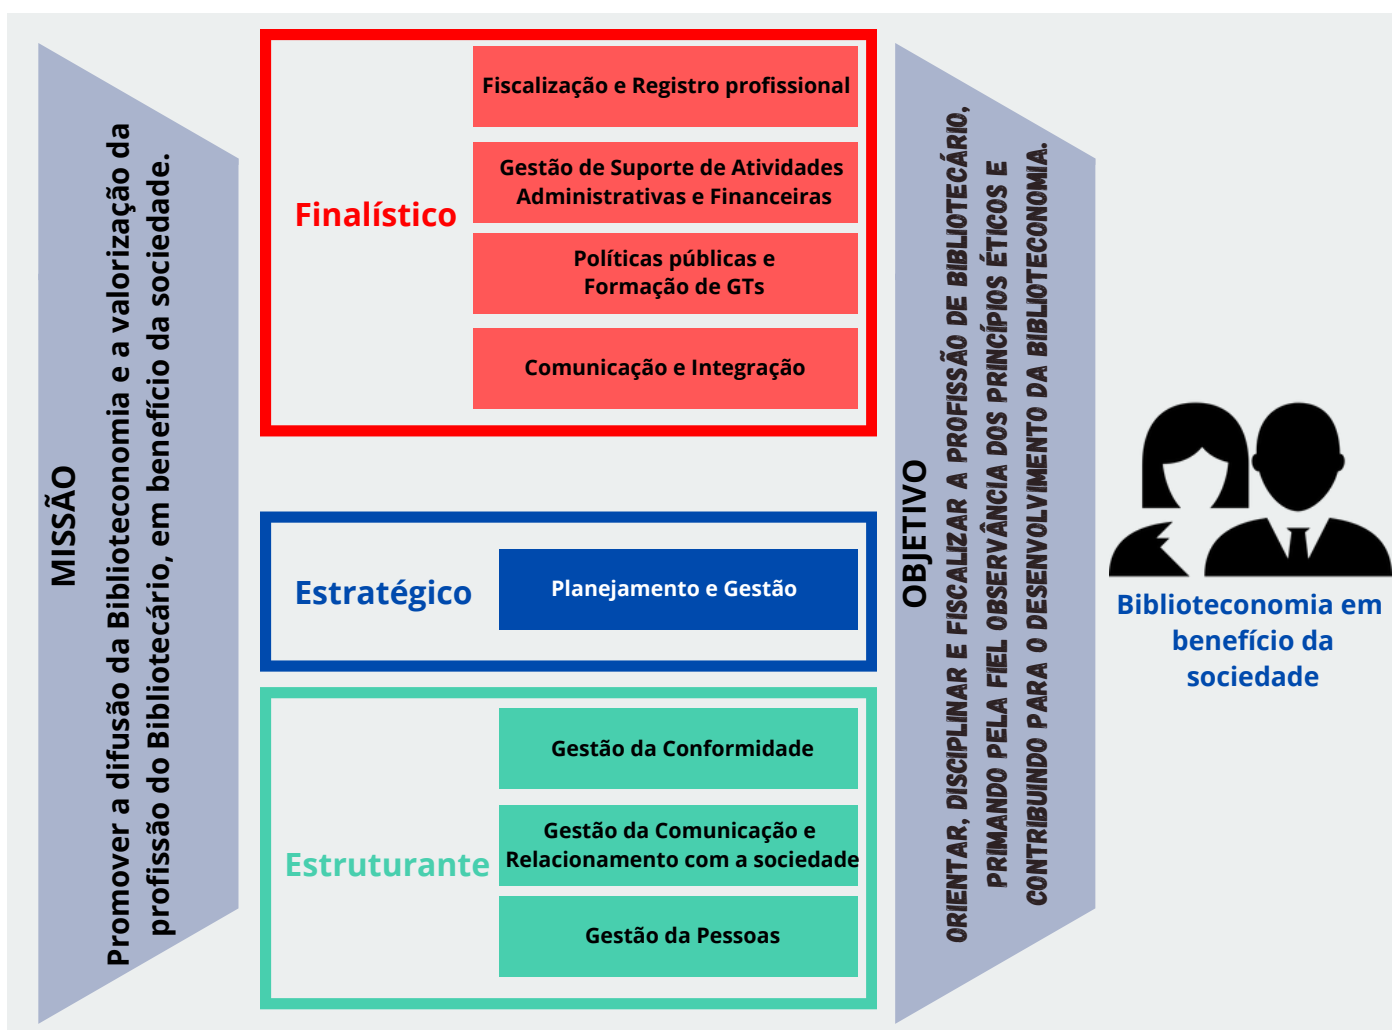 MISSÃO
Promover a difusão da Biblioteconomia e a valorização da
profissão do Bibliotecário, em benefício da sociedade.
Finalístico
Fiscalização e Registro profissional
Gestão de Suporte de Atividades
Administrativas e Financeiras
Políticas públicas e
Formação de GTs
Comunicação e Integração
Estratégico
Planejamento e Gestão
Estruturante
Gestão da Conformidade
Gestão da Comunicação e
Relacionamento com a sociedade
Gestão da Pessoas
OBJETIVO
ORIENTAR, DISCIPLINAR E FISCALIZAR A PROFISSÃO DE BIBLIOTECÁRIO,
PRIMANDO PELA FIEL OBSERVÂNCIA DOS PRINCÍPIOS ÉTICOS E
CONTRIBUINDO PARA O DESENVOLVIMENTO DA BIBLIOTECONOMIA.
Biblioteconomia em
benefício da
sociedade